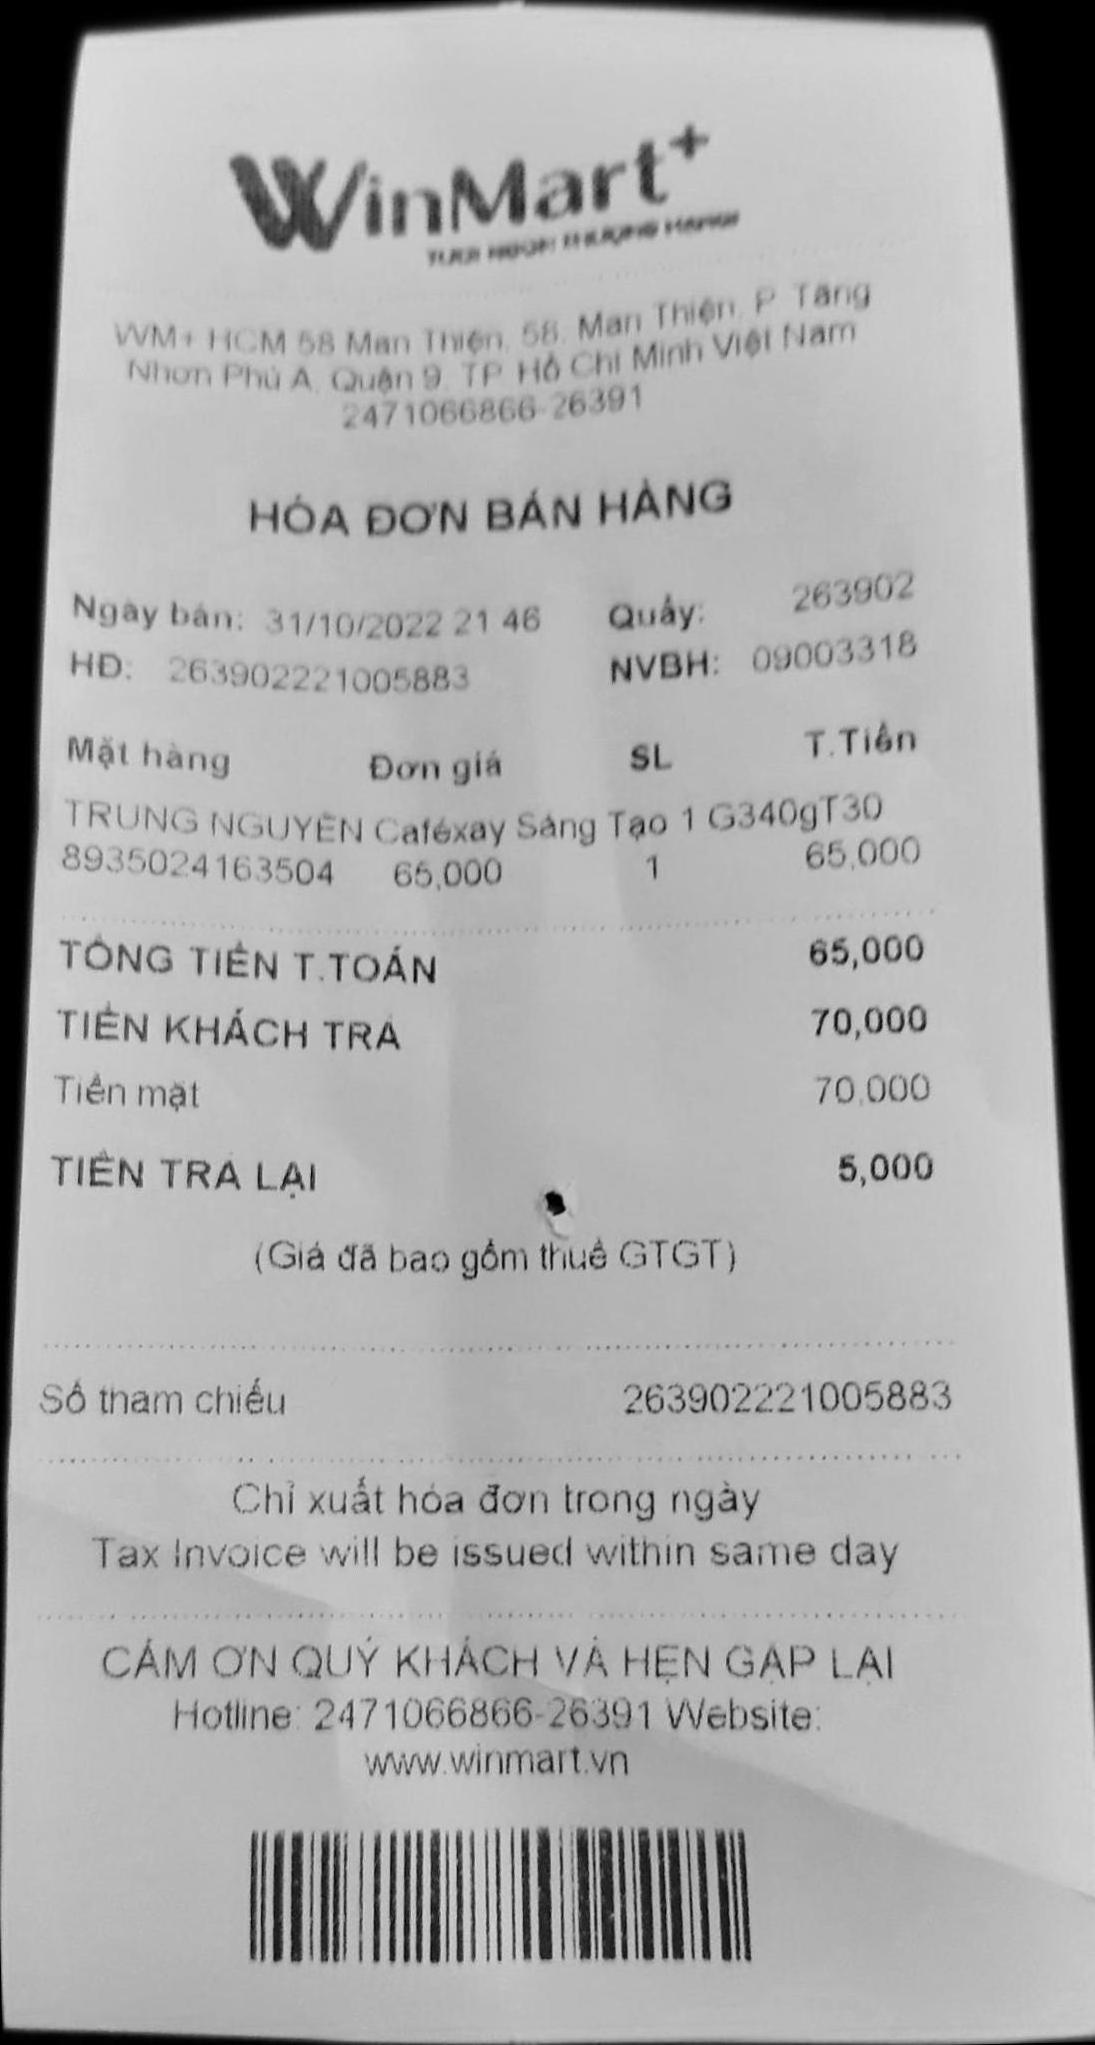 WinMart+
TƯƠI NGON THƯỢNG HẠNG!
WM+ HCM 58 Man Thiện, 58, Man Thiện, P. Tăng
Nhơn Phú A, Quận 9, TP. Hồ Chí Minh Việt Nam
2471066866-26391
HÓA ĐƠN BÁN HÀNG
Ngày bán: 31/10/2022 21:46 Quầy: 263902
HĐ: 263902221005883 NVBH: 09003318
Mặt hàng Đơn giá SL T.Tiền
TRUNG NGUYÊN Caféxay Sáng Tạo 1 G340gT30
8935024163504 65,000 1 65,000
TỔNG TIỀN T.TOÁN 65,000
TIỀN KHÁCH TRẢ 70,000
Tiền mặt 70,000
TIỀN TRẢ LẠI 5,000
(Giá đã bao gồm thuế GTGT)
Số tham chiếu 263902221005883
Chỉ xuất hóa đơn trong ngày
Tax Invoice will be issued within same day
CẢM ƠN QUÝ KHÁCH VÀ HẸN GẶP LẠI
Hotline: 2471066866-26391 Website:
www.winmart.vn